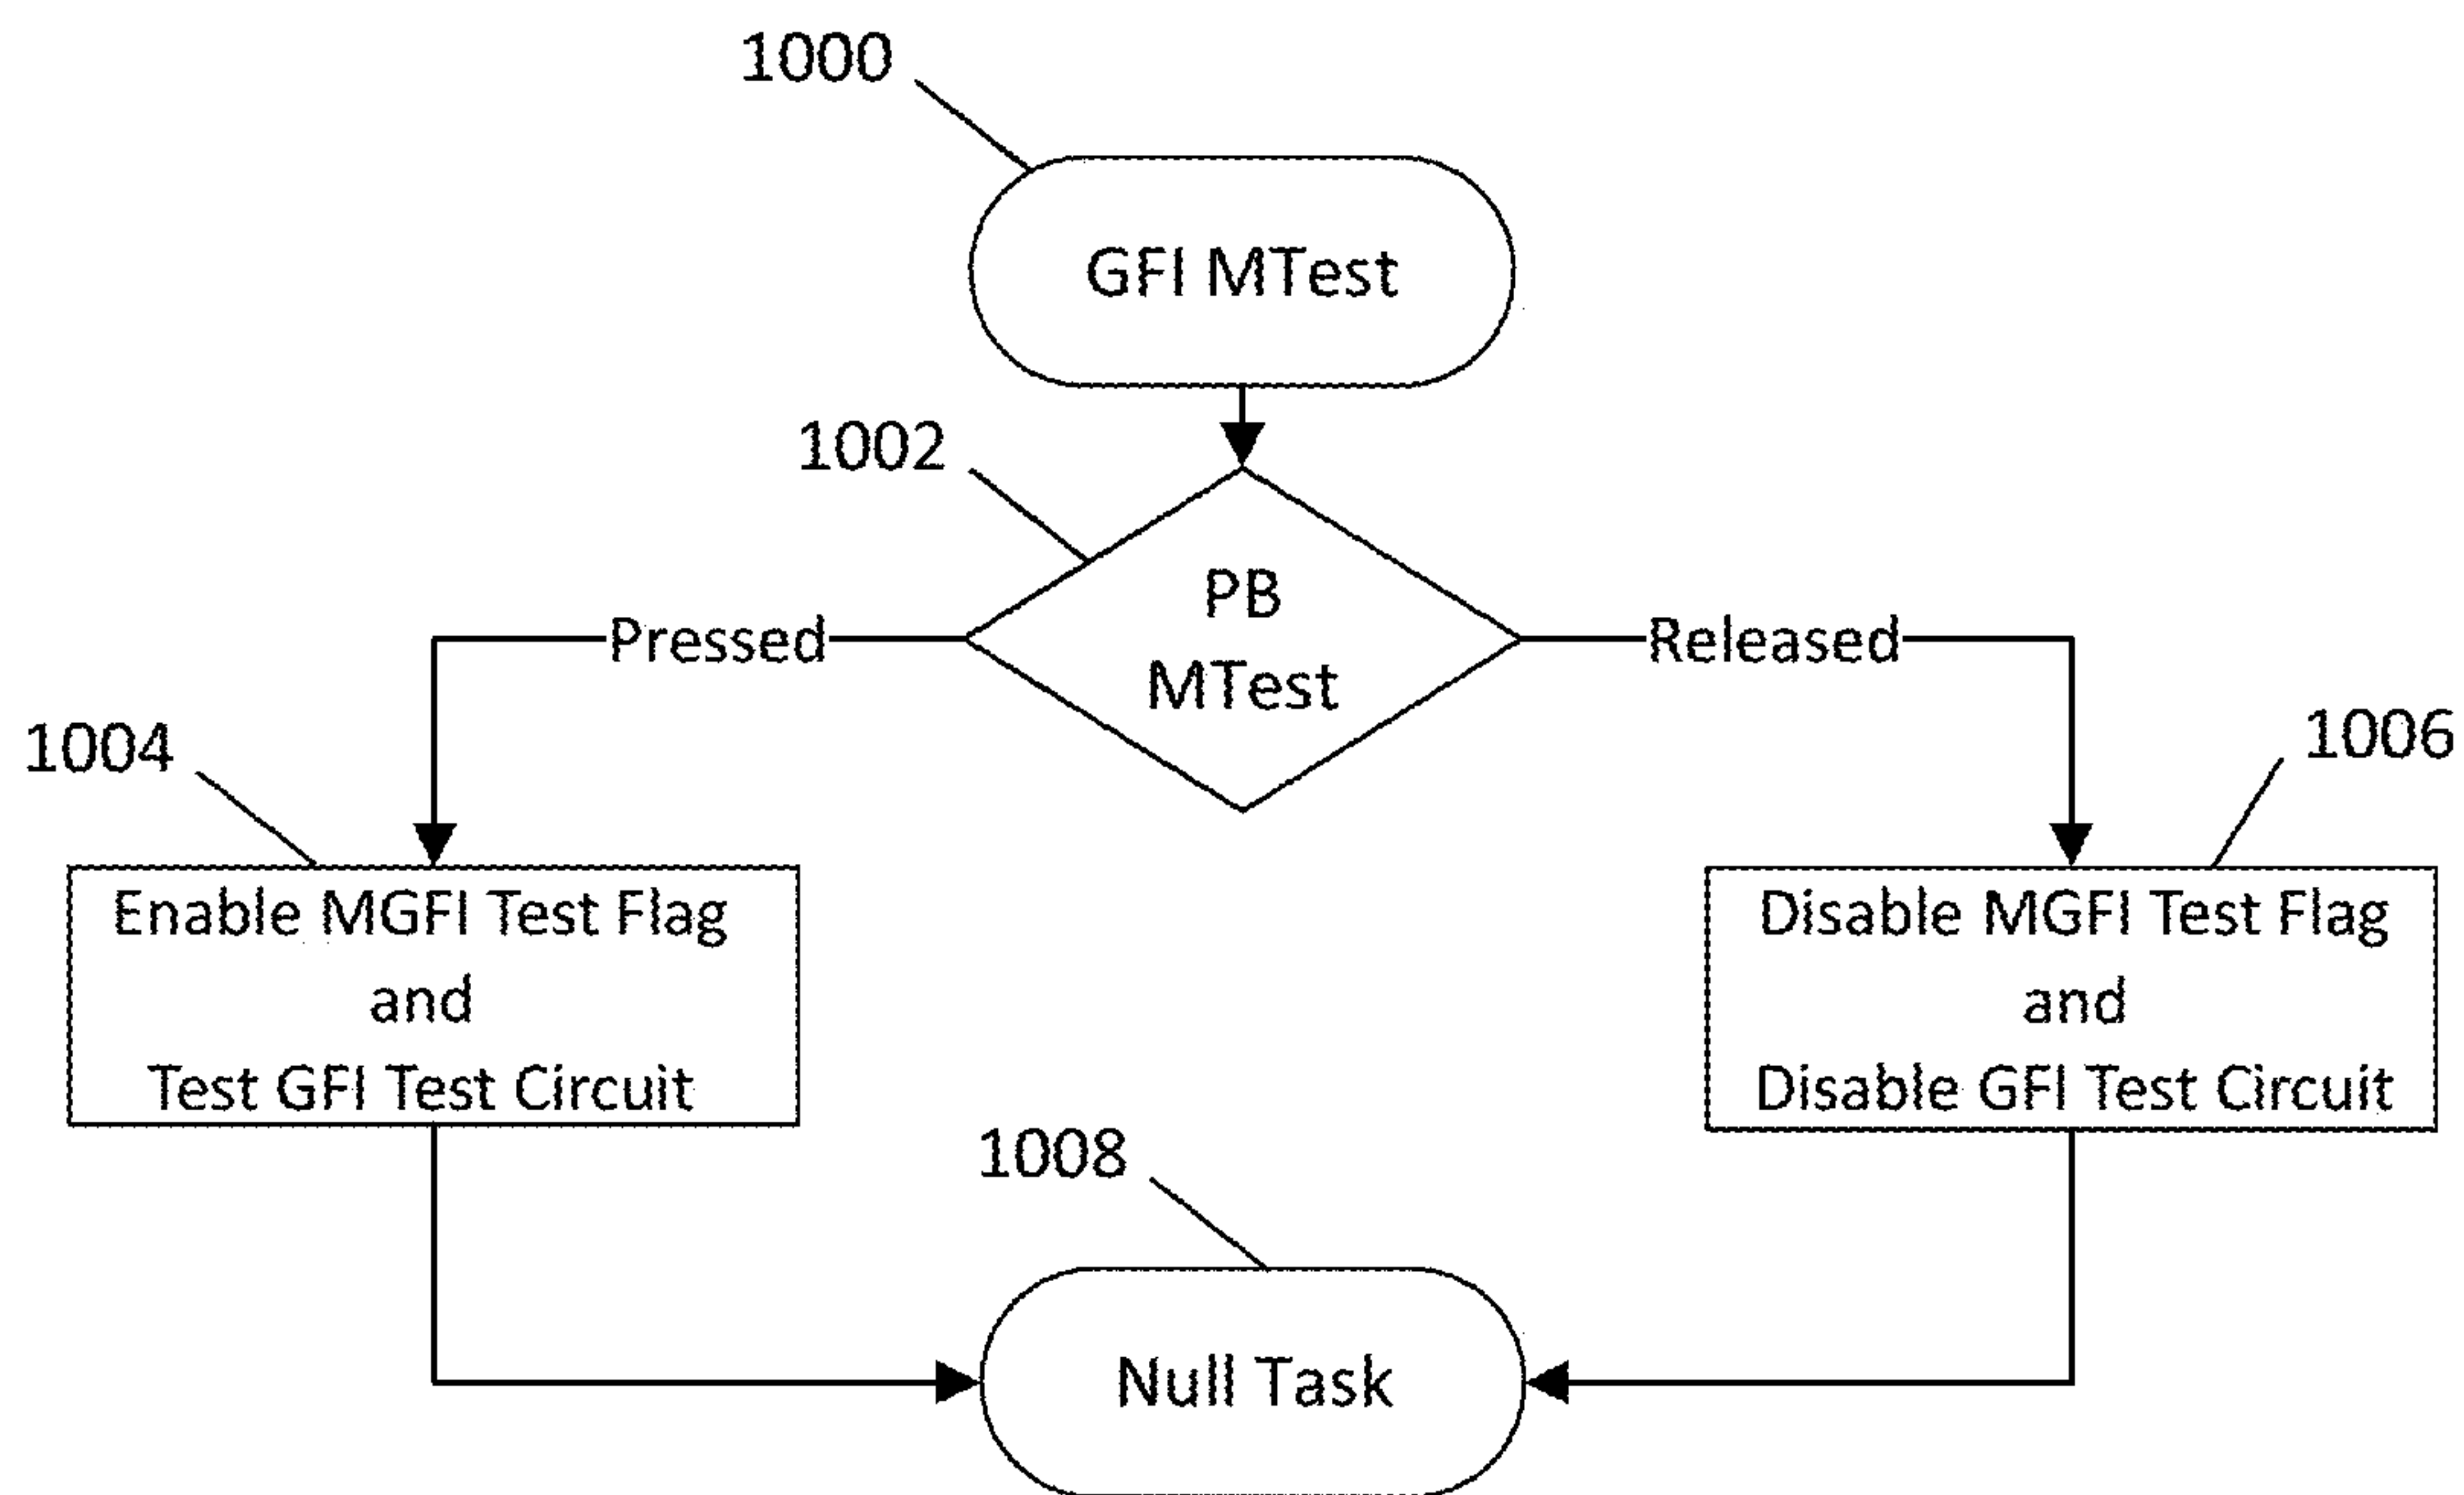 1000
GFI MTest
1002
PB
MTest
Pressed
Released
1004
1006
Enable MGFI Test Flag
and
Test GFI Test Circuit
Disable MGFI Test Flag
and
Disable GFI Test Circuit
1008
Null Task